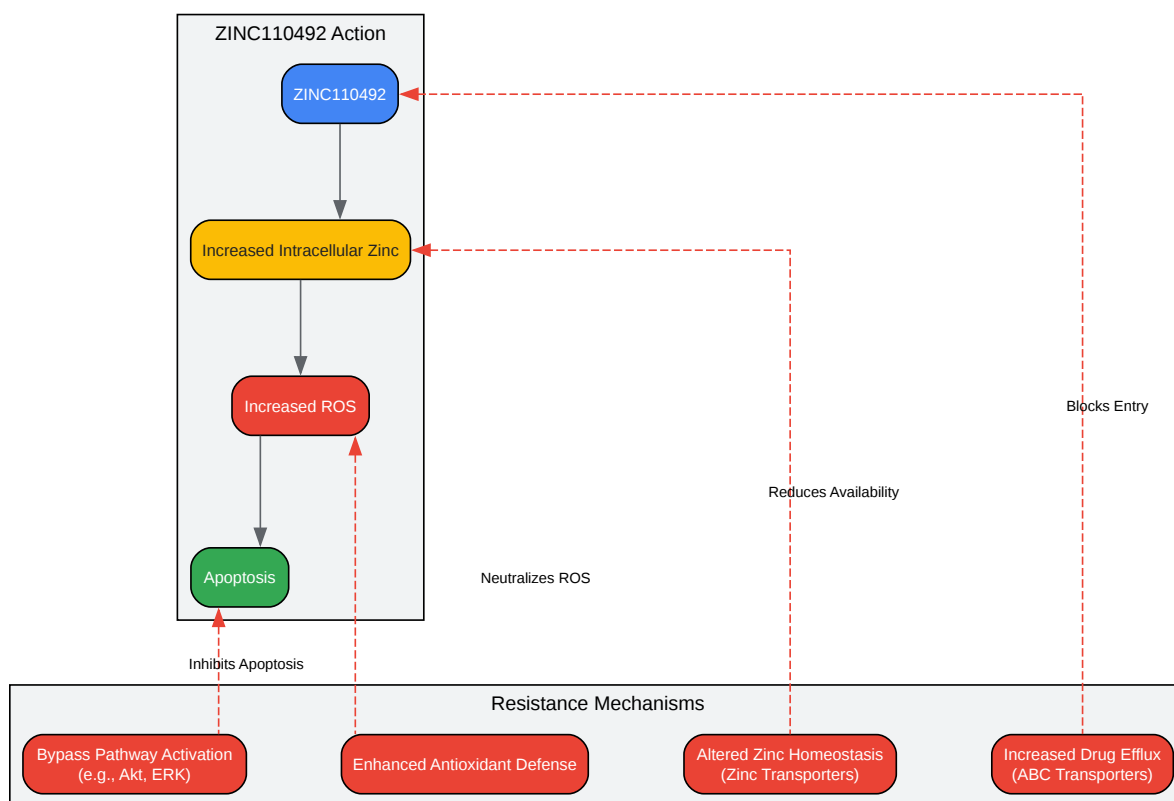 ZINC110492 Action
ZINC110492
Increased Intracellular Zinc
Increased ROS
Blocks Entry
Reduces Availability
Apoptosis
Neutralizes ROS
Inhibits Apoptosis
Resistance Mechanisms
Bypass Pathway Activation
(e.g., Akt, ERK)
Enhanced Antioxidant Defense
Altered Zinc Homeostasis
(Zinc Transporters)
Increased Drug Efflux
(ABC Transporters)